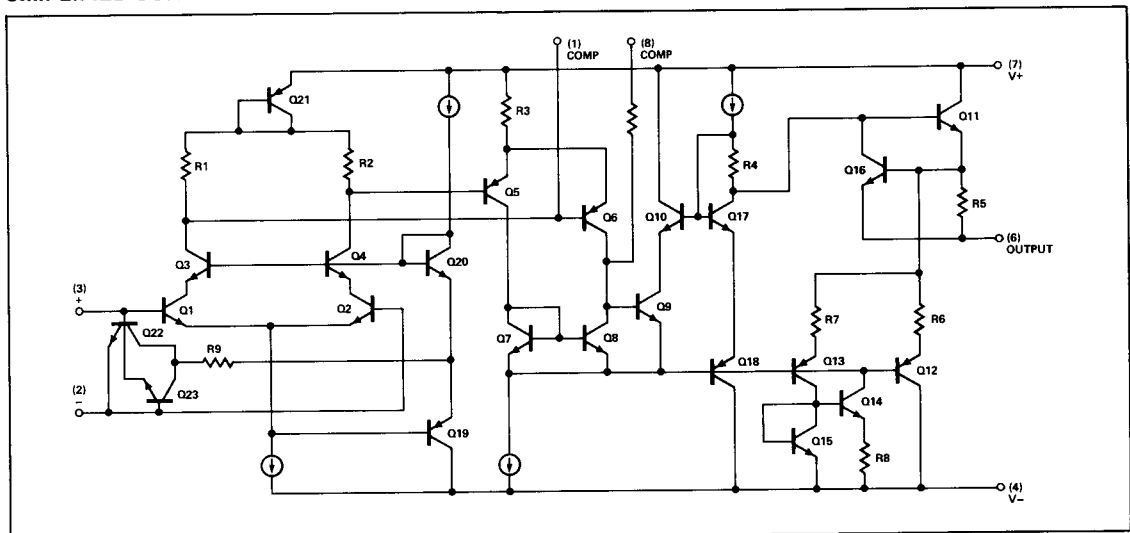 (1)
COMP
(8)
COMP
(7)
V+
Q21
R3
Q11
R1
R2
R4
Q16
Q5
R5
Q6
Q10
Q17
(6)
OUTPUT
Q3
Q4
Q20
(3)
+
Q1
Q2
Q9
R7
R6
Q22
R9
Q7
Q8
Q18
Q13
Q12
(2)
–
Q23
Q14
Q19
Q15
R8
(4)
V–